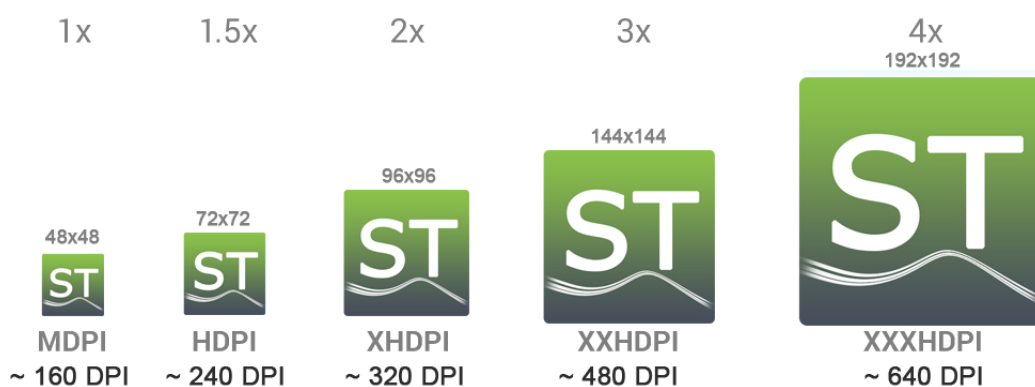 1x 1.5x 2x 3x 4x
192x192
144x144
96x96
72x72
48x48
ST ST ST ST ST
MDPI HDPI XHDPI XXHDPI XXXHDPI
~ 160 DPI ~ 240 DPI ~ 320 DPI ~ 480 DPI ~ 640 DPI